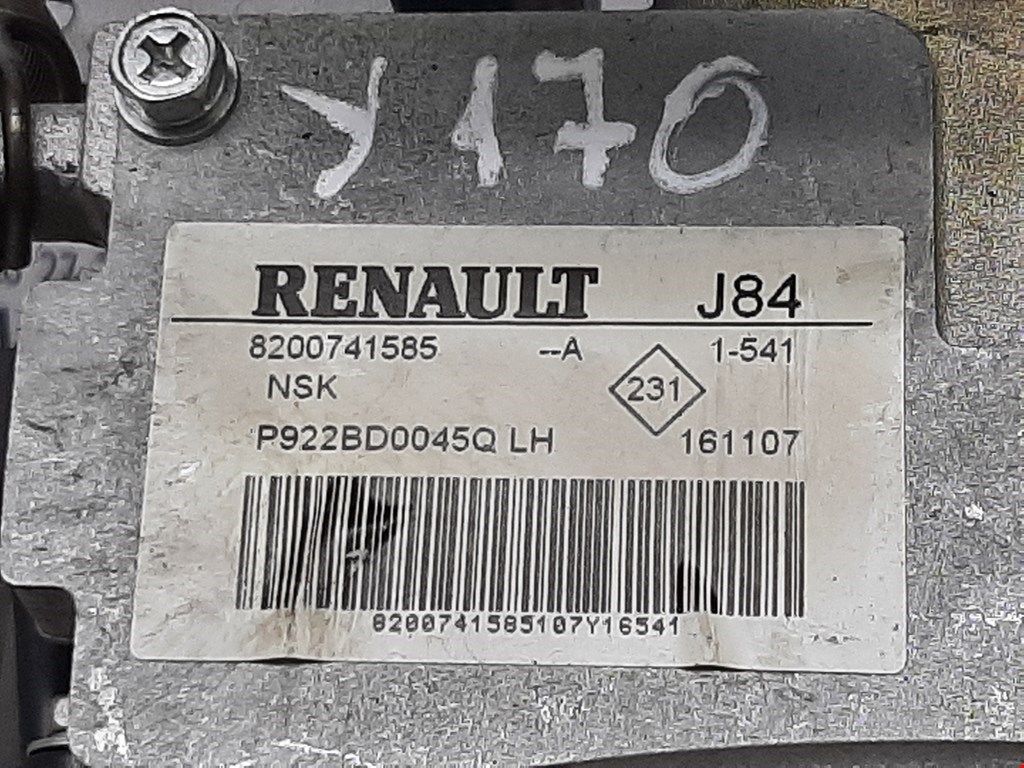 Y170
RENAULT J84
8200741585 --A 1-541
NSK 231
P922BD0045Q LH 161107
8200741585107Y16541